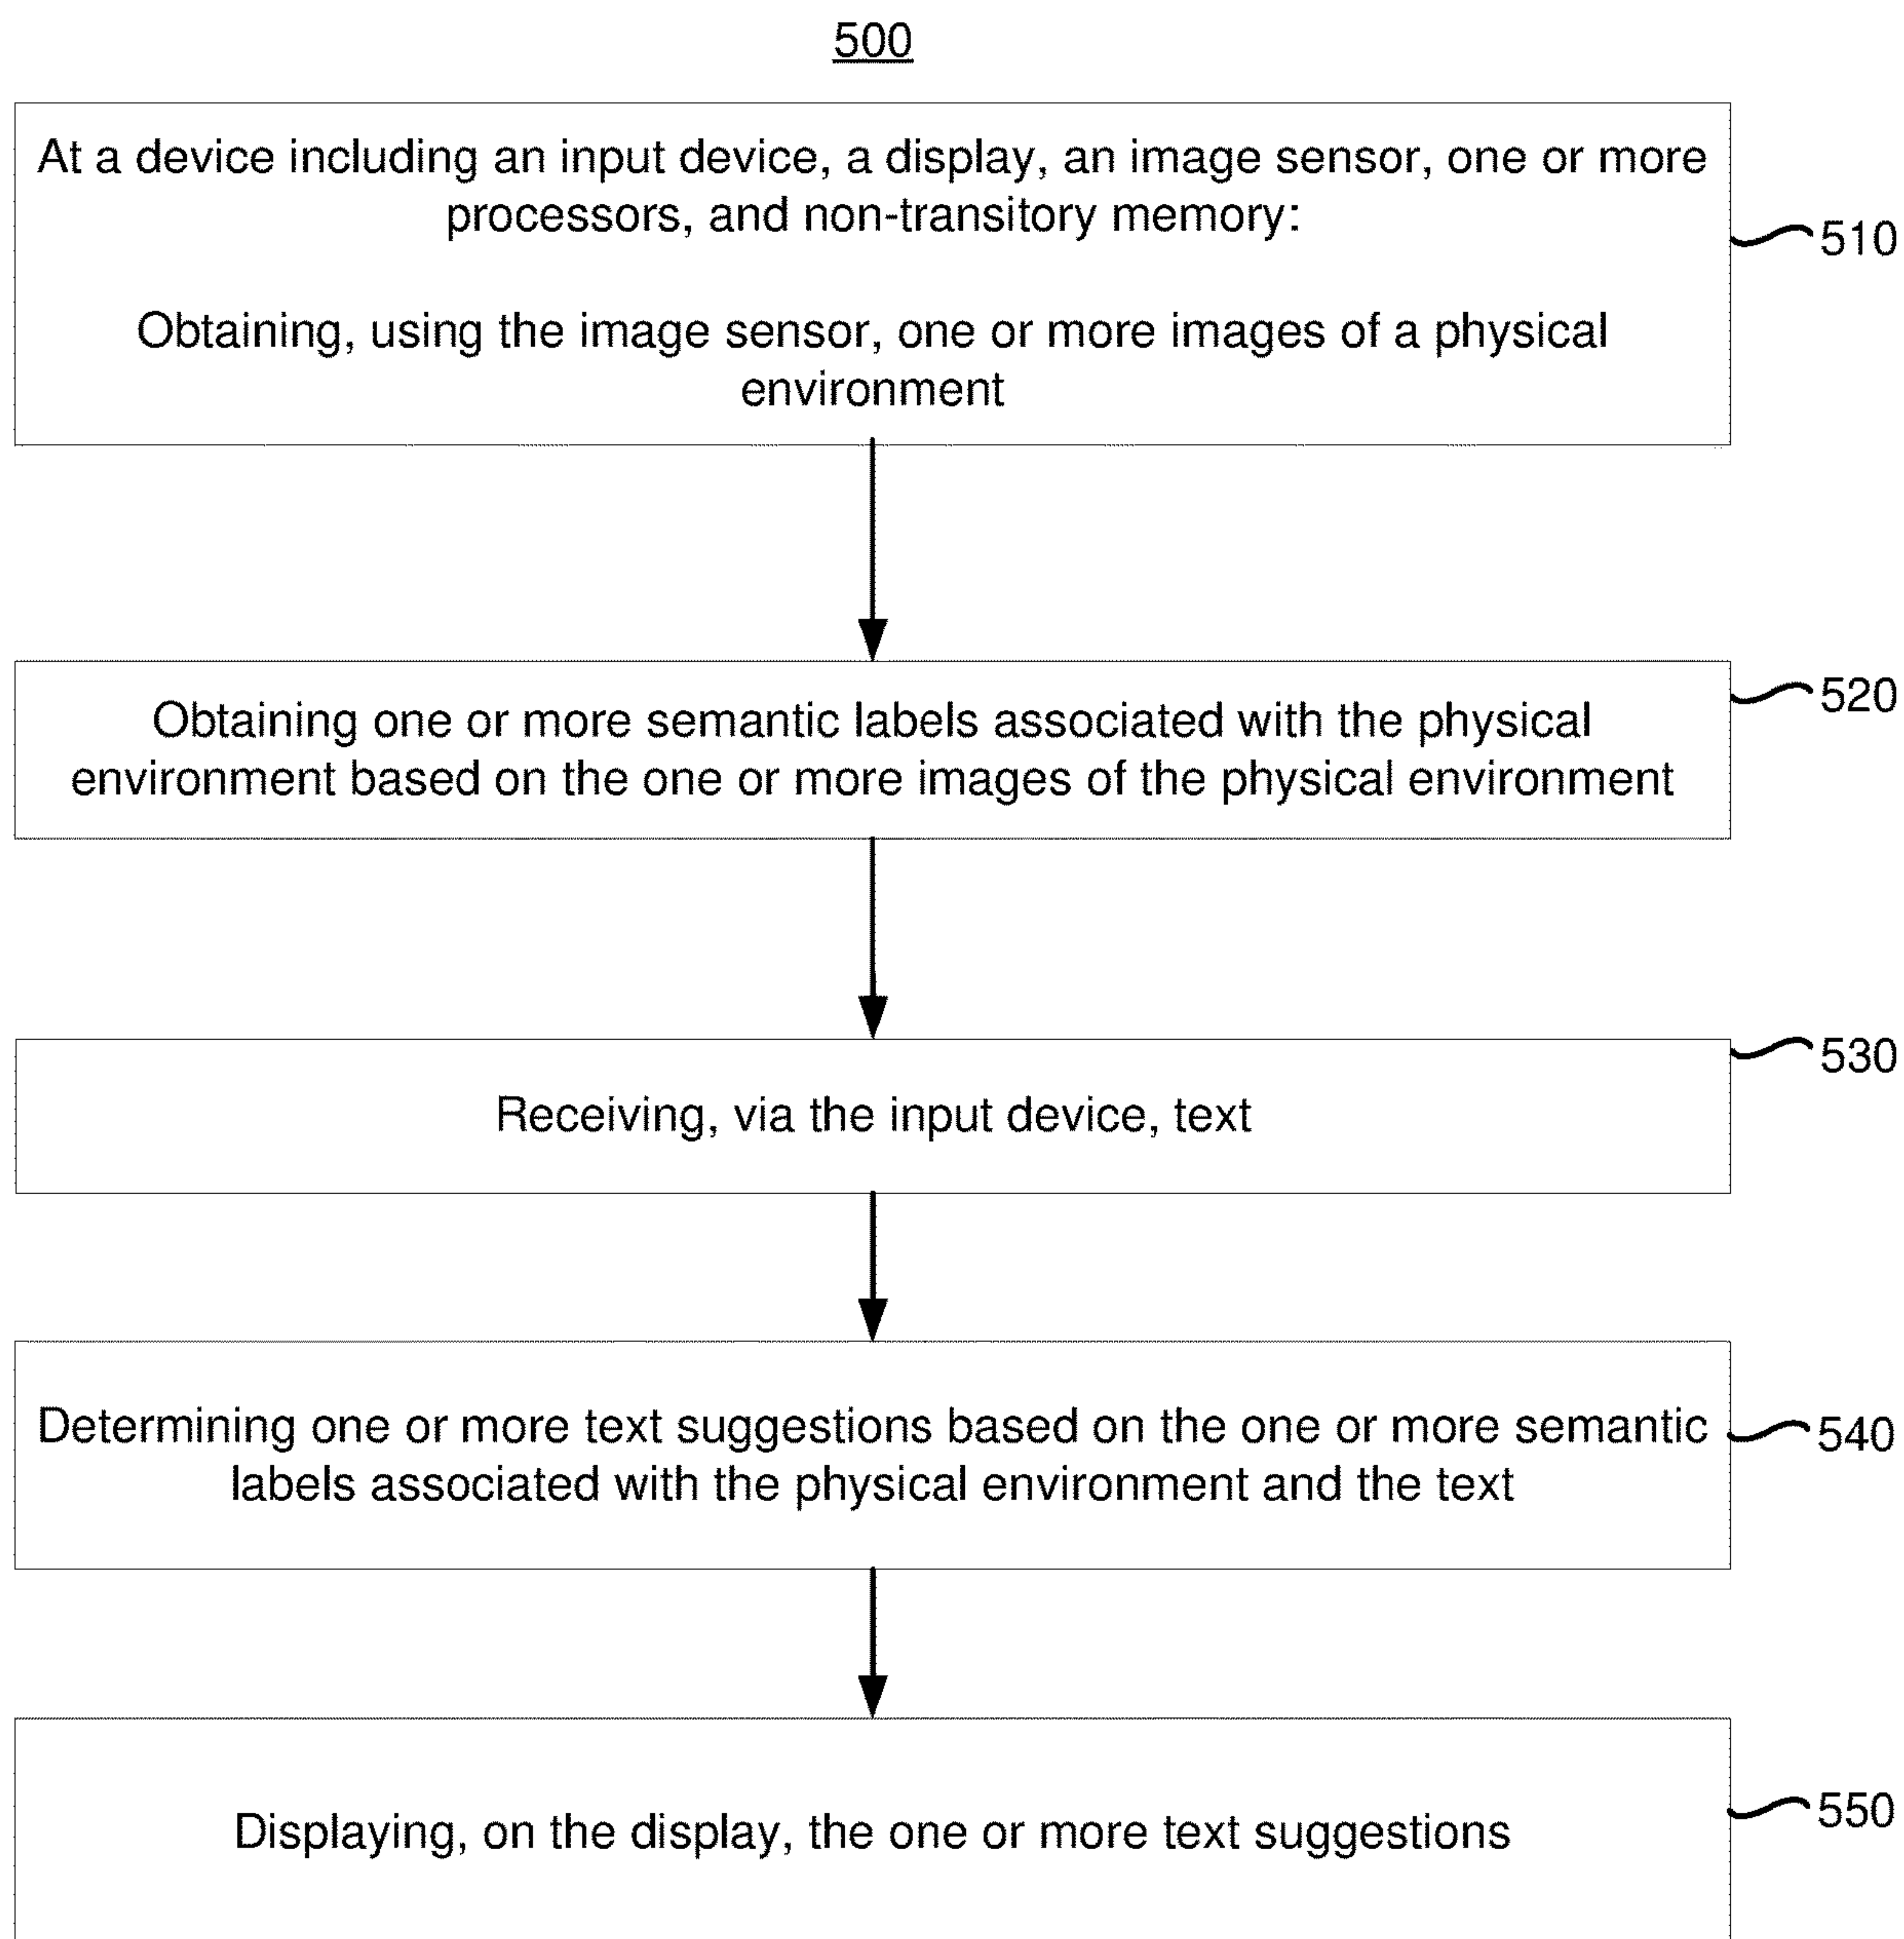 500
At a device including an input device, a display, an image sensor, one or more
processors, and non-transitory memory:
Obtaining, using the image sensor, one or more images of a physical
environment
510
Obtaining one or more semantic labels associated with the physical
environment based on the one or more images of the physical environment
520
Receiving, via the input device, text
530
Determining one or more text suggestions based on the one or more semantic
labels associated with the physical environment and the text
540
Displaying, on the display, the one or more text suggestions
550